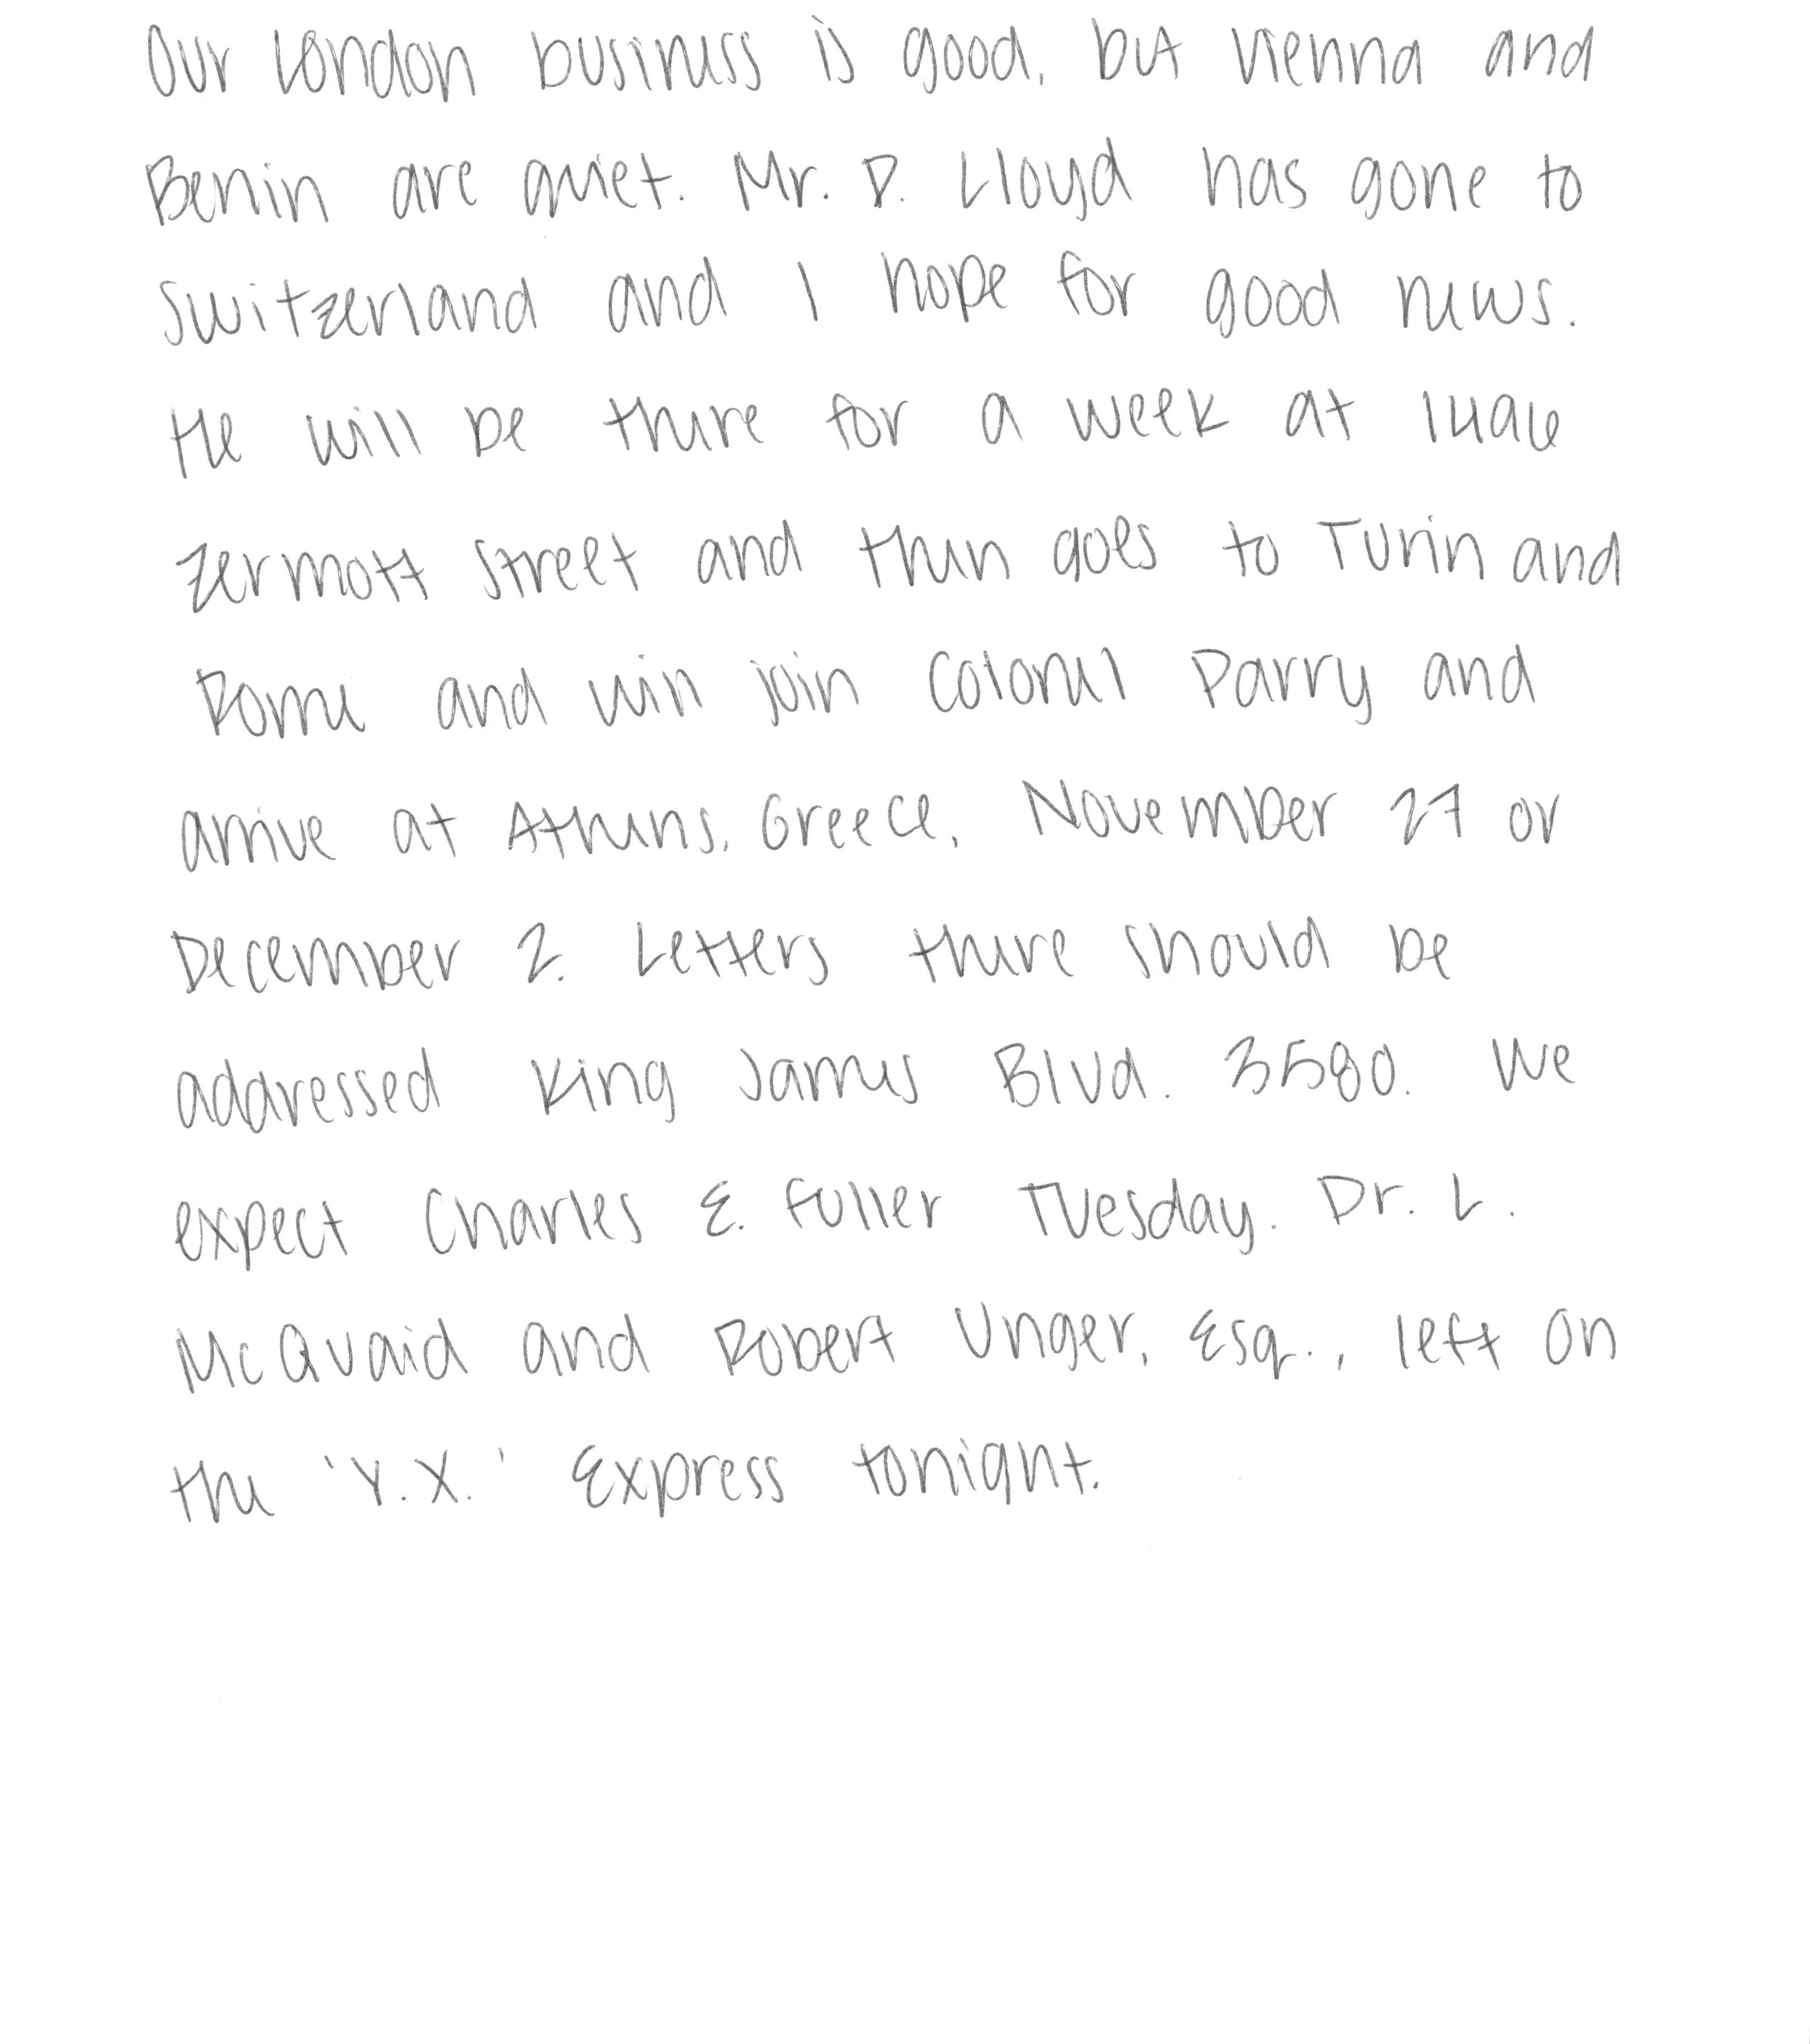 Our London business is good, but Vienna and
Berlin are quiet. Mr. D. Lloyd has gone to
Switzerland and I hope for good news.
He will be there for a week at
Zermott Street and then goes to Turin and
Rome and will join Colonel Parry and
arrive at Athens, Greece, November 27 or
December 2. Letters there should be
addressed King James Blvd. 3580. We
expect Charles E. Fuller Tuesday. Dr. L.
McQuaid and Robert Unger, Esq., left on
the 'Y.X.' Express tonight.